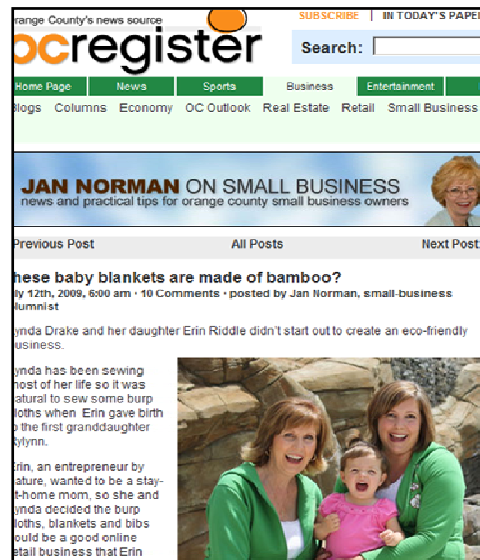 range County's news source
SUBSCRIBE | IN TODAY'S PAPE
ocregister
Search:
Home Page News Sports Business Entertainment
Blogs Columns Economy OC Outlook Real Estate Retail Small Business
JAN NORMAN ON SMALL BUSINESS
news and practical tips for orange county small business owners
Previous Post All Posts Next Post
hese baby blankets are made of bamboo?
ly 12th, 2009, 6:00 am · 10 Comments · posted by Jan Norman, small-business
lumnist
ynda Drake and her daughter Erin Riddle didn't start out to create an eco-friendly
usiness.
ynda has been sewing
most of her life so it was
atural to sew some burp
loths when Erin gave birth
o the first granddaughter
Rylynn.
Erin, an entrepreneur by
ature, wanted to be a stay-
t-home mom, so she and
ynda decided the burp
loths, blankets and bibs
ould be a good online
etail business that Erin